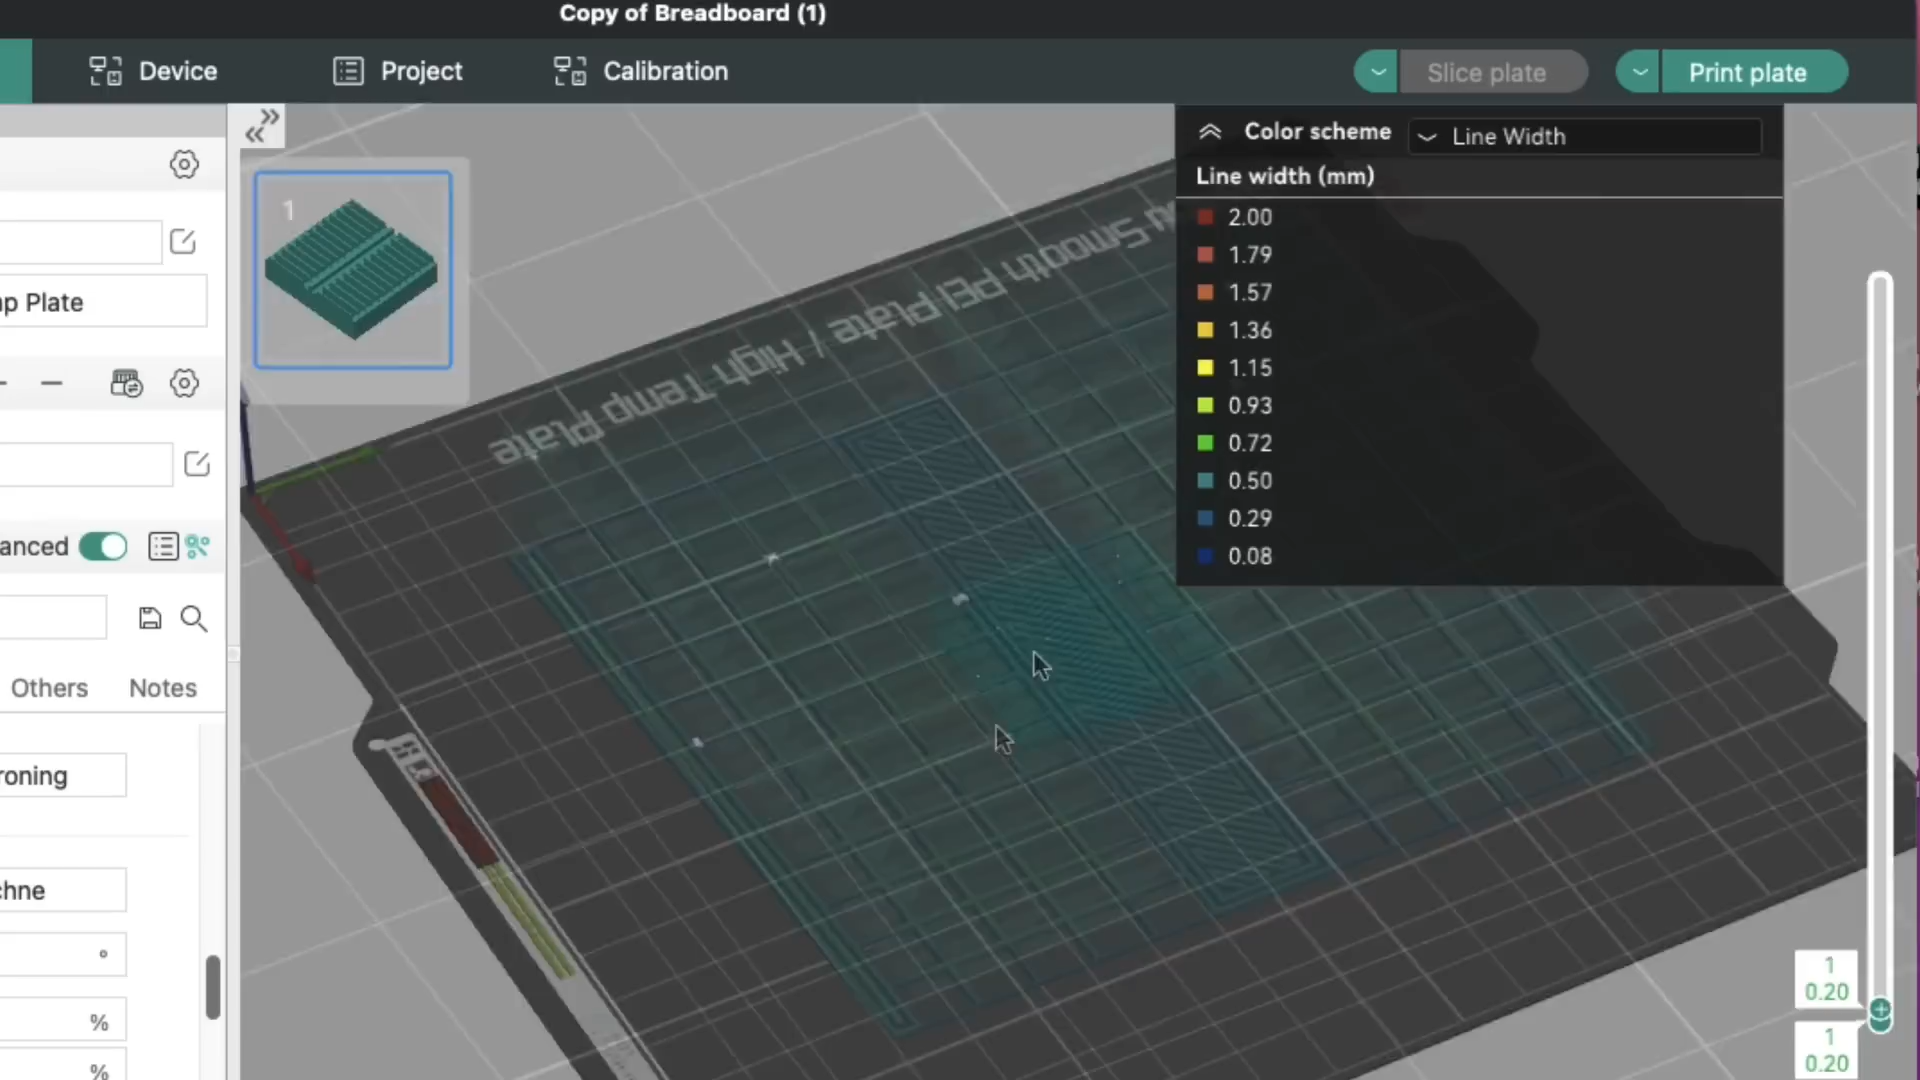 Copy of Breadboard (1)
Device
Project
Calibration
Slice plate
Print plate
Color scheme
Line Width
Line width (mm)
2.00
1.79
1.57
1.36
1.15
0.93
0.72
0.50
0.29
0.08
1
Smooth PEI Plate / High Temp Plate
p Plate
anced
Others
Notes
roning
chne
°
%
%
1
0.20
1
0.20